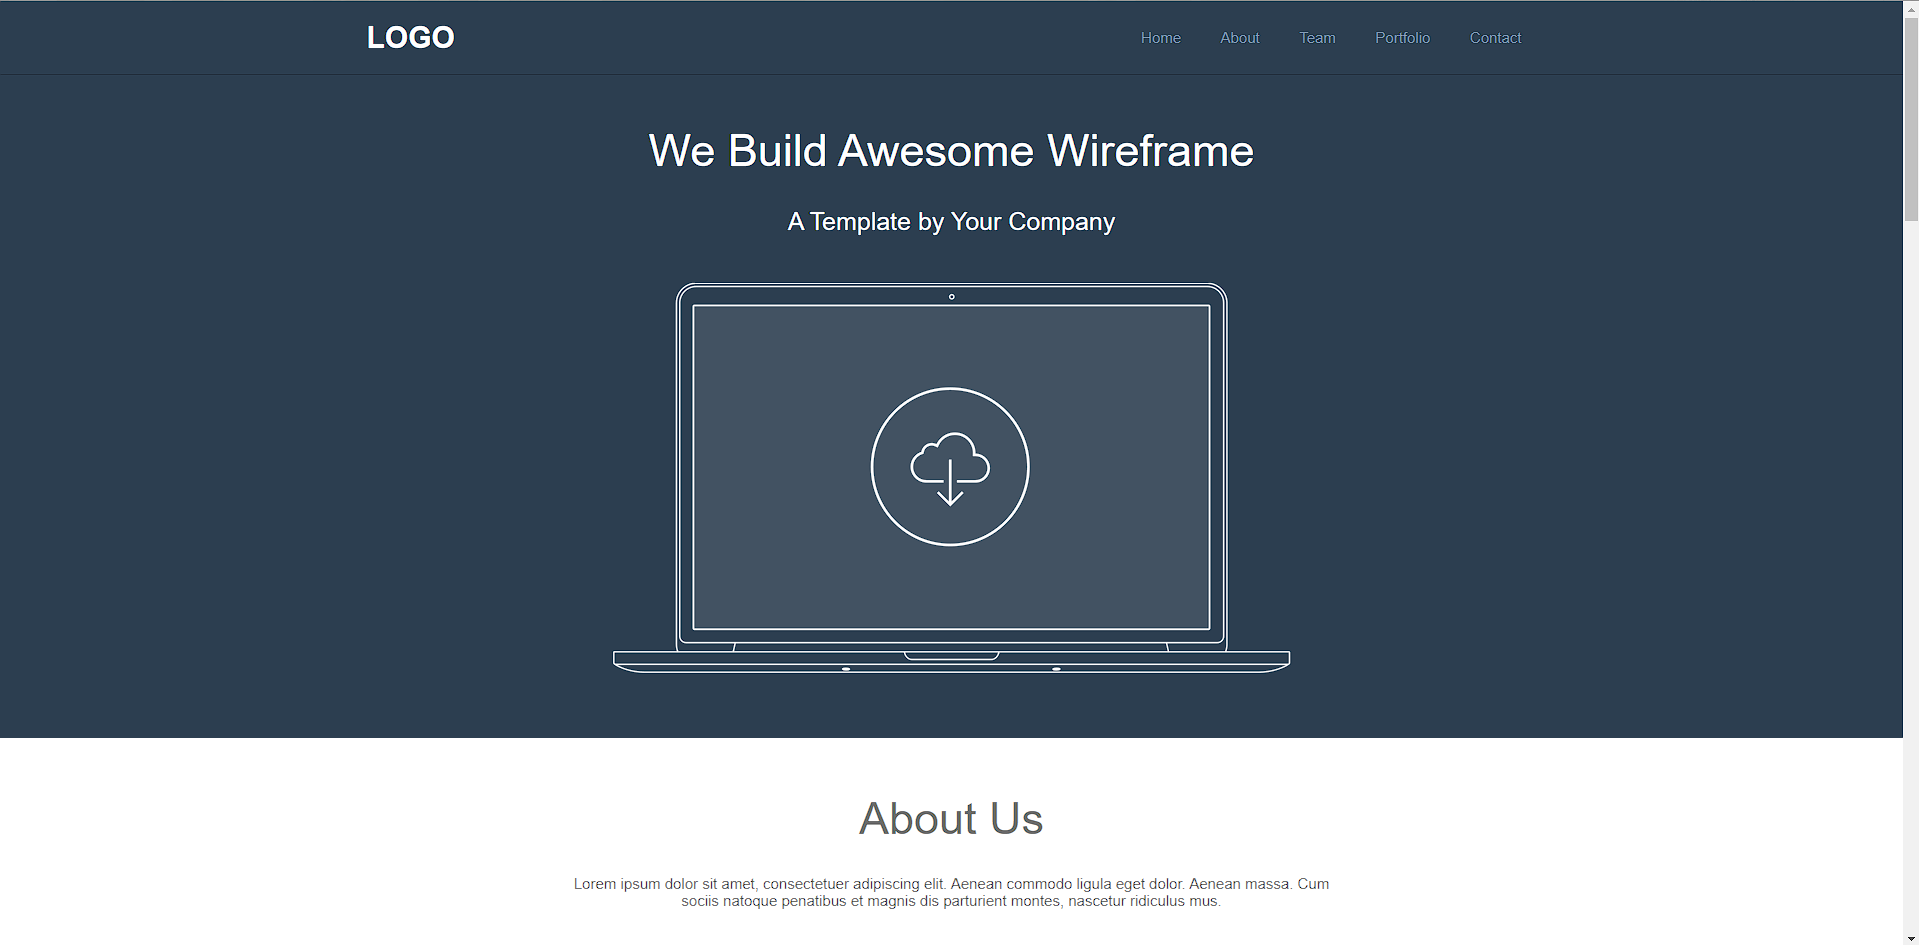 LOGO
Home About Team Portfolio Contact
We Build Awesome Wireframe
A Template by Your Company
About Us
Lorem ipsum dolor sit amet, consectetuer adipiscing elit. Aenean commodo ligula eget dolor. Aenean massa. Cum
sociis natoque penatibus et magnis dis parturient montes, nascetur ridiculus mus.